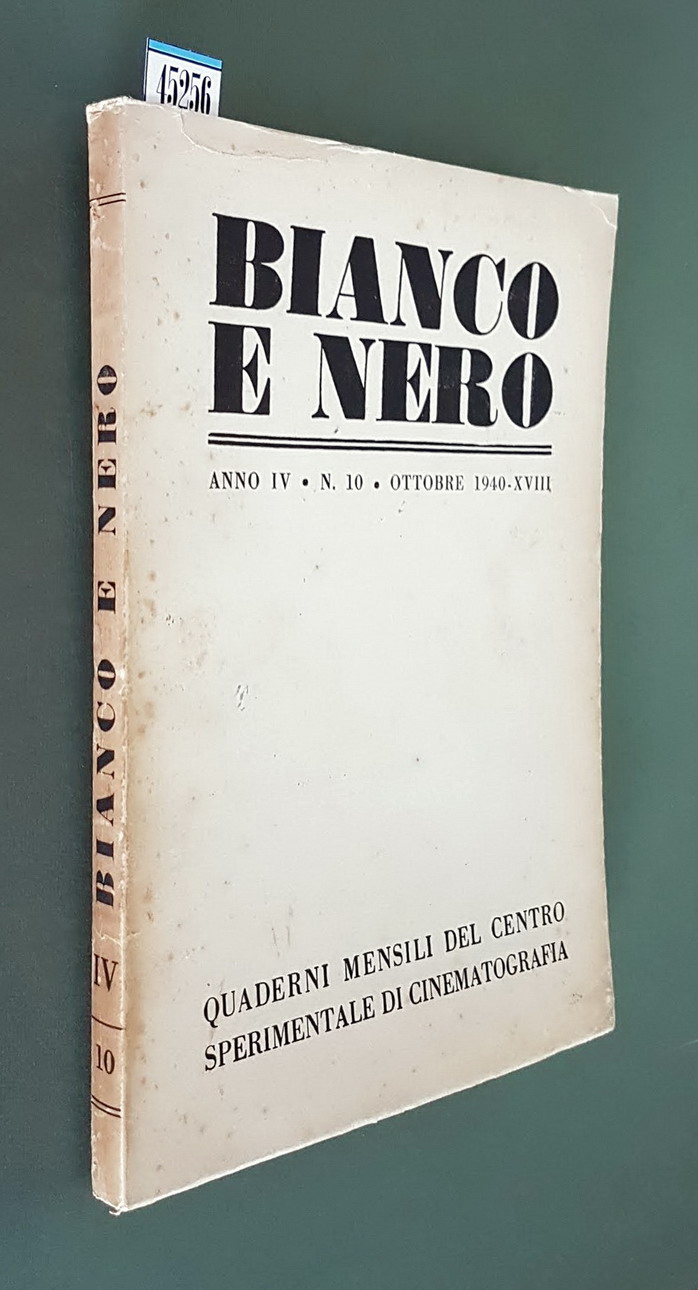 45256
BIANCO
E NERO
ANNO IV • N. 10 • OTTOBRE 1940-XVIII
QUADERNI MENSILI DEL CENTRO
SPERIMENTALE DI CINEMATOGRAFIA
BIANCO E NERO
IV
10